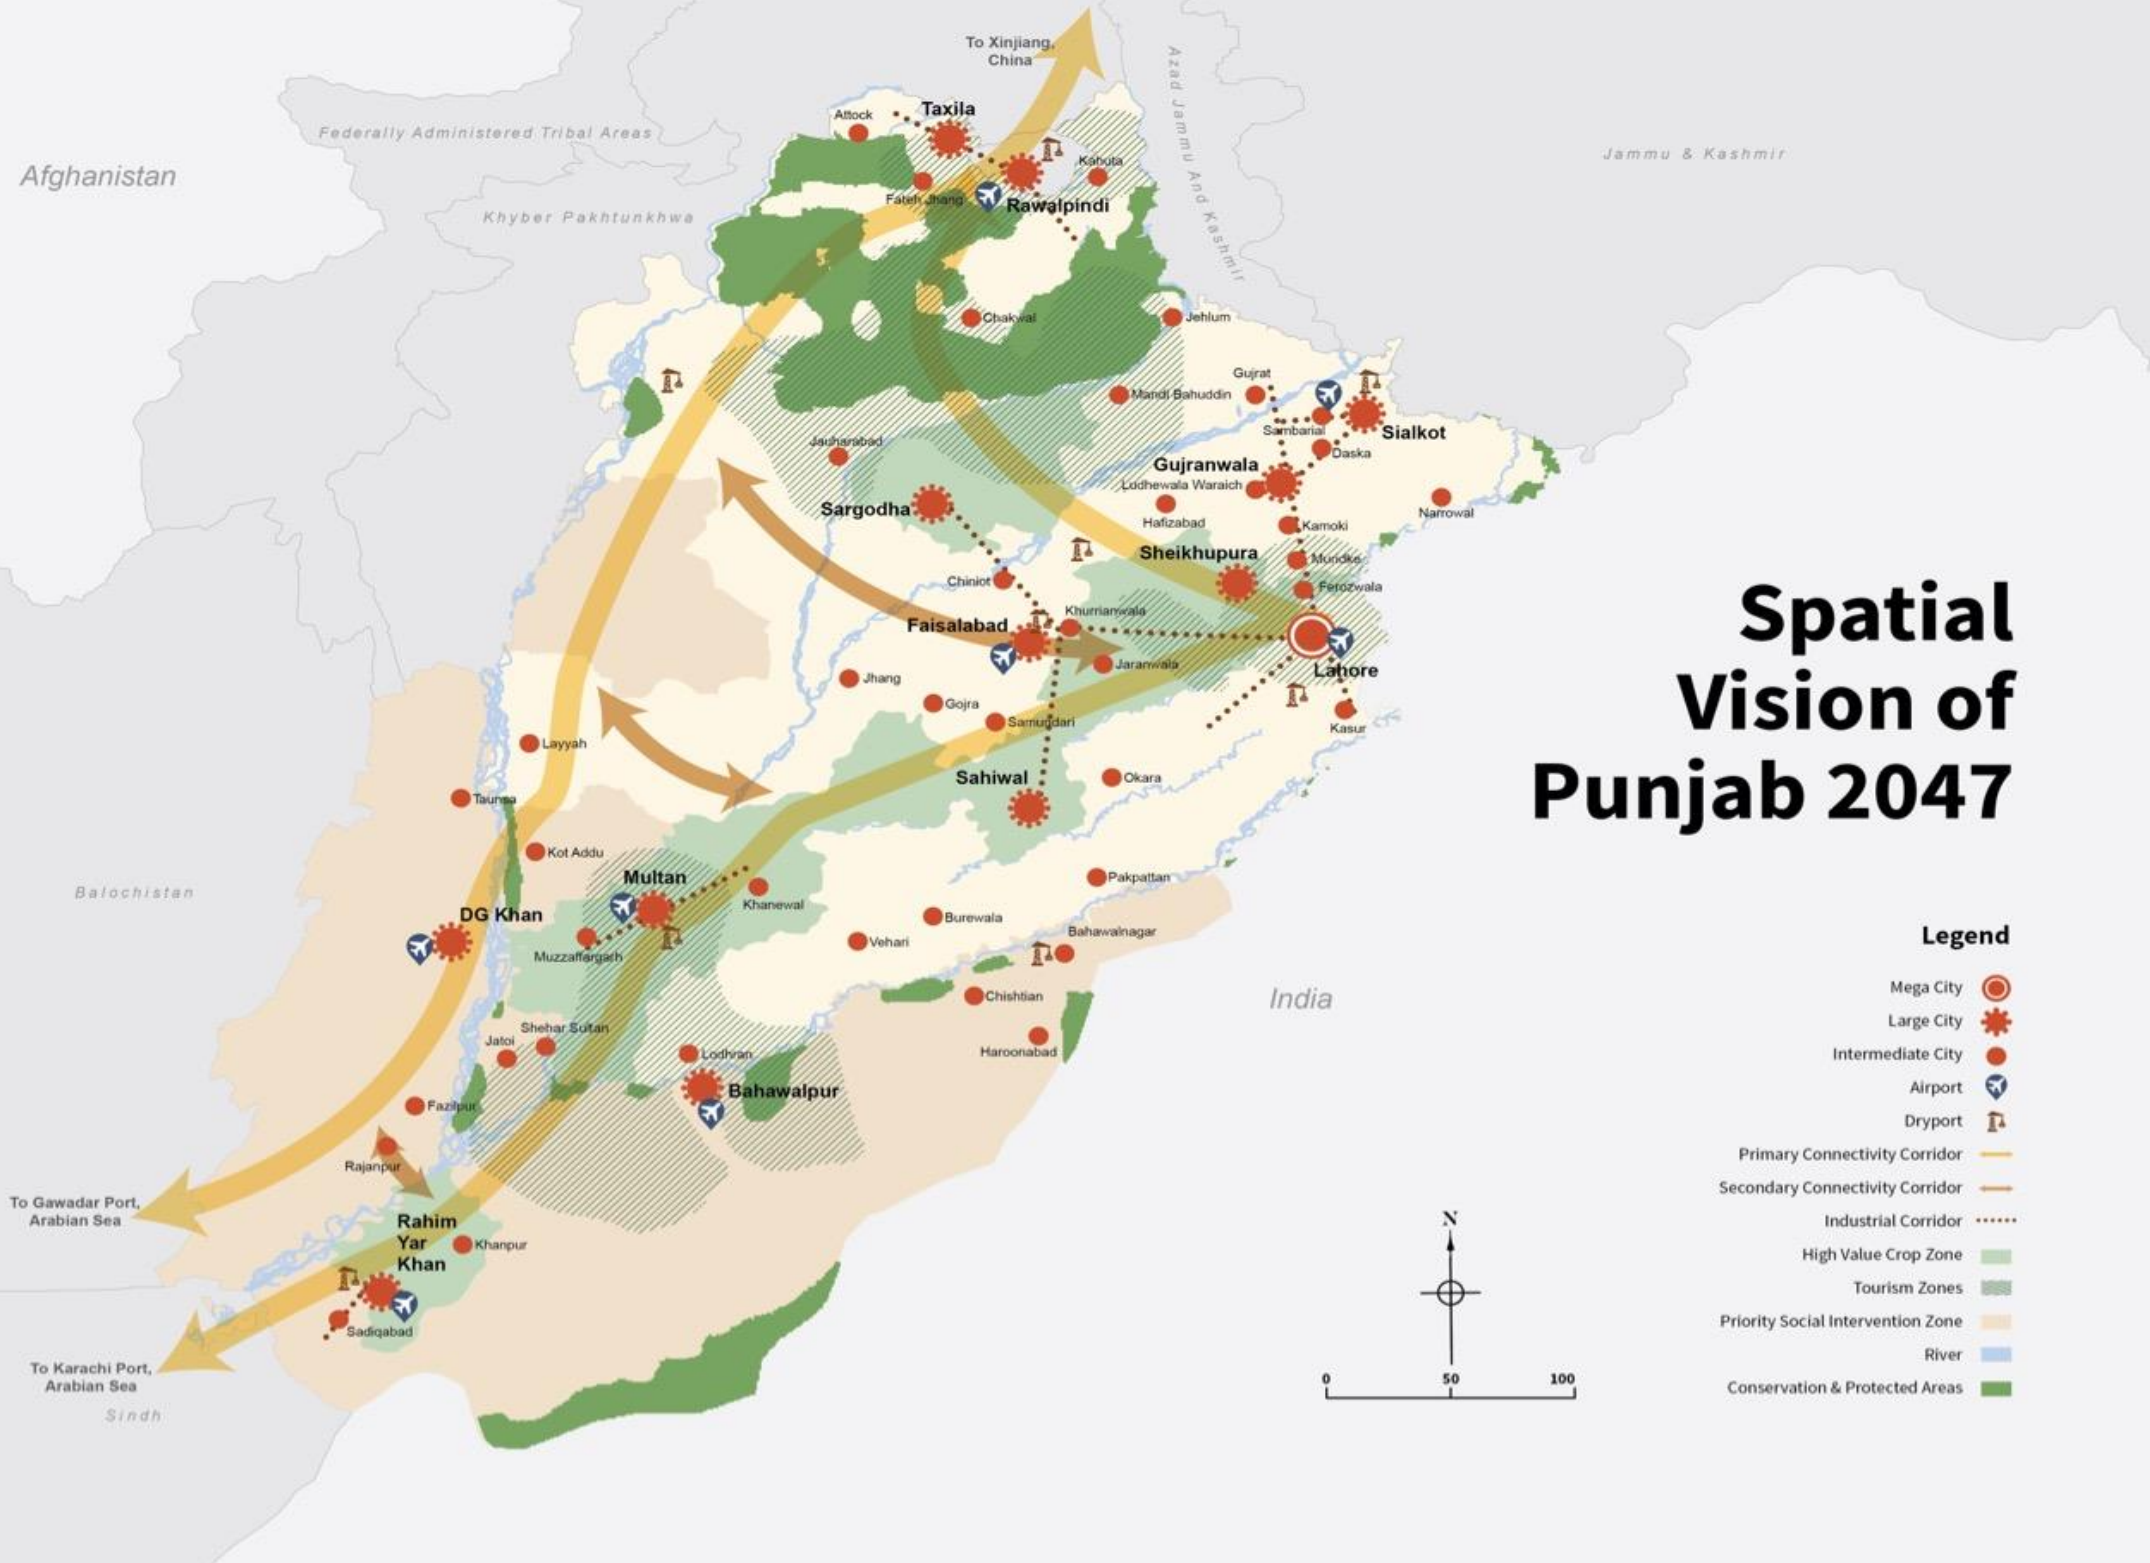 To Xinjiang,
China
Azad Jammu And Kashmir
Attock
Taxila
Federally Administered Tribal Areas
Jammu & Kashmir
Kahuta
Afghanistan
Fateh Jhang
Rawalpindi
Khyber Pakhtunkhwa
Chakwal
Jehlum
Gujrat
Mandi Bahuddin
Sambarial
Sialkot
Jauharabad
Daska
Gujranwala
Ludhewala Waraich
Sargodha
Hafizabad
Narrowal
Kamoki
Sheikhupura
Muridke
Chiniot
Ferozwala
Khurrianwala
Faisalabad
Jaranwala
Lahore
Jhang
Gojra
Samundari
Kasur
Layyah
Sahiwal
Okara
Taunsa
Kot Addu
Multan
Pakpattan
Balochistan
Khanewal
DG Khan
Burewala
Bahawalnagar
Vehari
Muzzaffargarh
Chishtian
India
Shehar Sultan
Jatoi
Haroonabad
Lodhran
Bahawalpur
Fazilpur
Rajanpur
To Gawadar Port,
Arabian Sea
Rahim
Yar
Khan
Khanpur
Sadiqabad
To Karachi Port,
Arabian Sea
Sindh
Spatial
Vision of
Punjab 2047
Legend
Mega City
Large City
Intermediate City
Airport
Dryport
Primary Connectivity Corridor
Secondary Connectivity Corridor
Industrial Corridor
High Value Crop Zone
Tourism Zones
Priority Social Intervention Zone
River
Conservation & Protected Areas
N
0 50 100